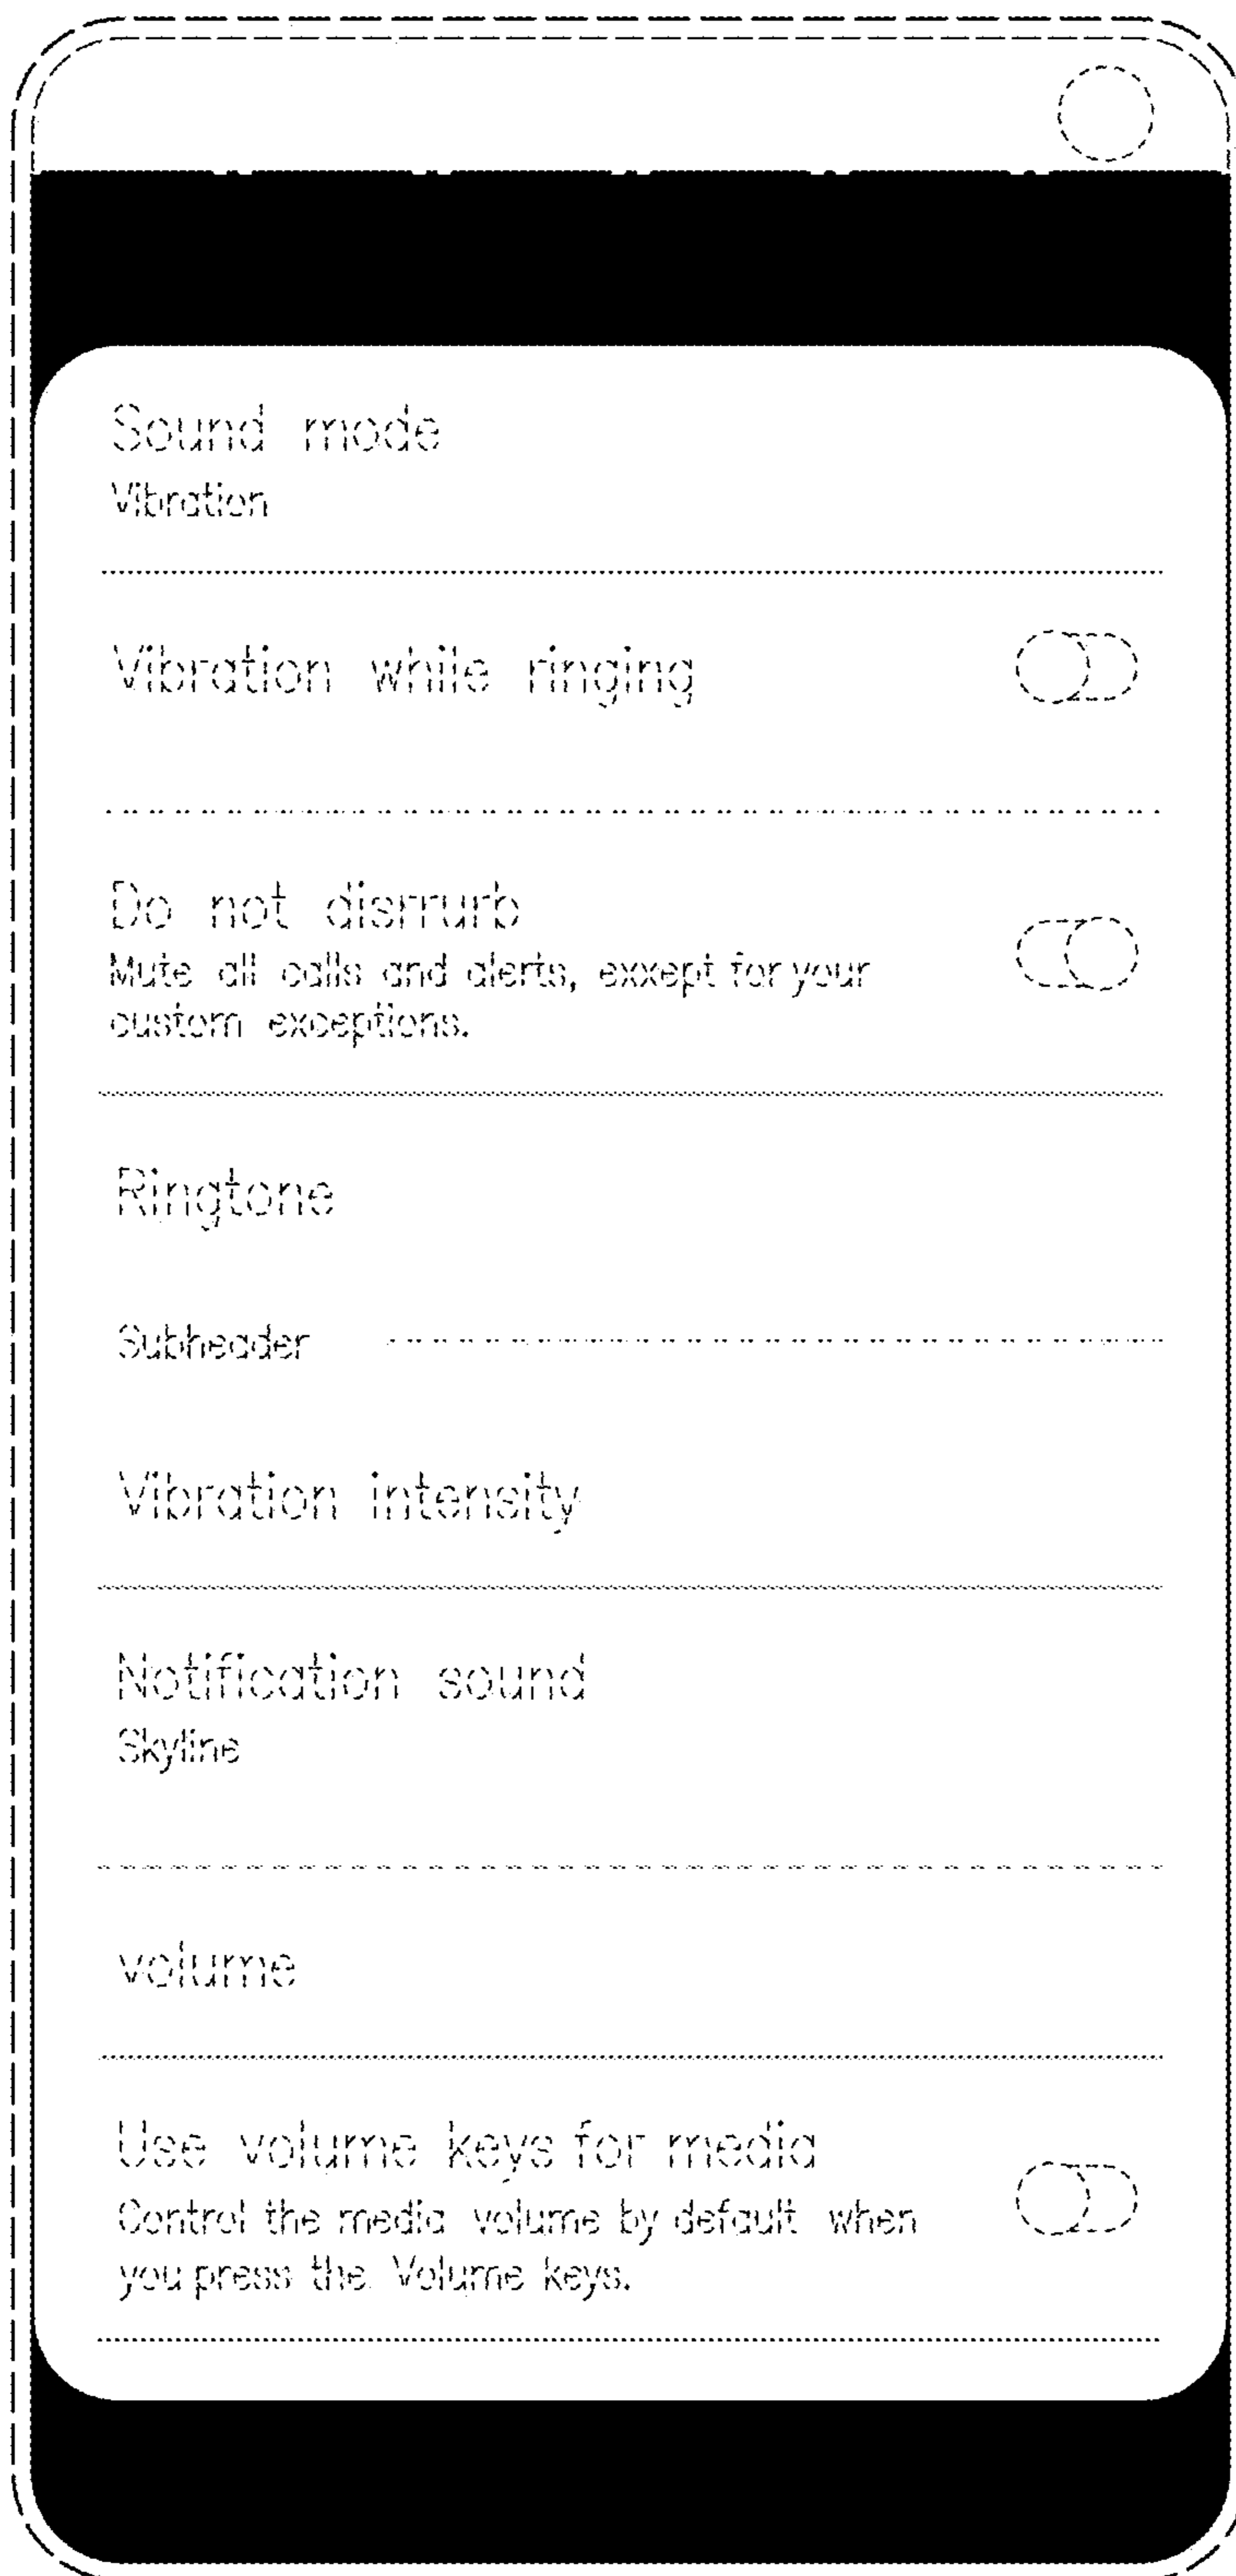 Sound mode
Vibration
Vibration while ringing
Do not disrrurb
Mute all calls and alerts, exxept for your
custom exceptions.
Ringtone
Subheader
Vibration intensity
Notification sound
Skyline
volume
Use volume keys for media
Control the media volume by default when
you press the Volume keys.